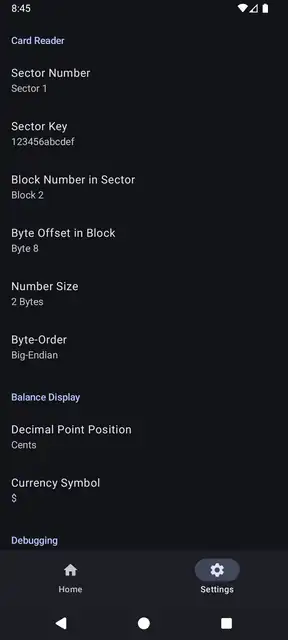 8:45
Card Reader
Sector Number
Sector 1
Sector Key
123456abcdef
Block Number in Sector
Block 2
Byte Offset in Block
Byte 8
Number Size
2 Bytes
Byte-Order
Big-Endian
Balance Display
Decimal Point Position
Cents
Currency Symbol
$
Debugging
Home
Settings